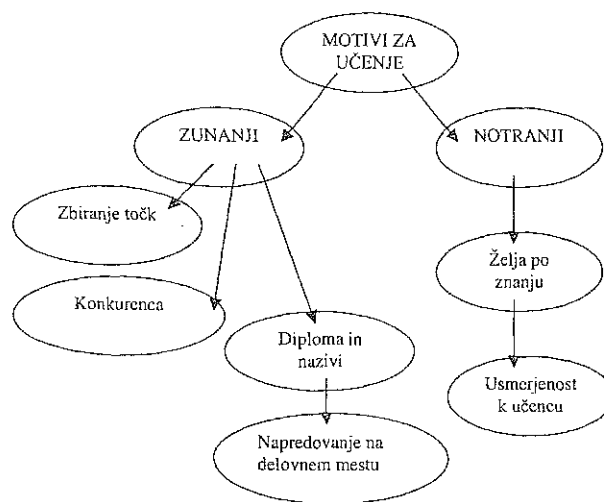 MOTIVI ZA
UČENJE
ZUNANJI
NOTRANJI
Zbiranje točk
Konkurenca
Diploma in
nazivi
Napredovanje na
delovnem mestu
Želja po
znanju
Usmerjenost
k učencu